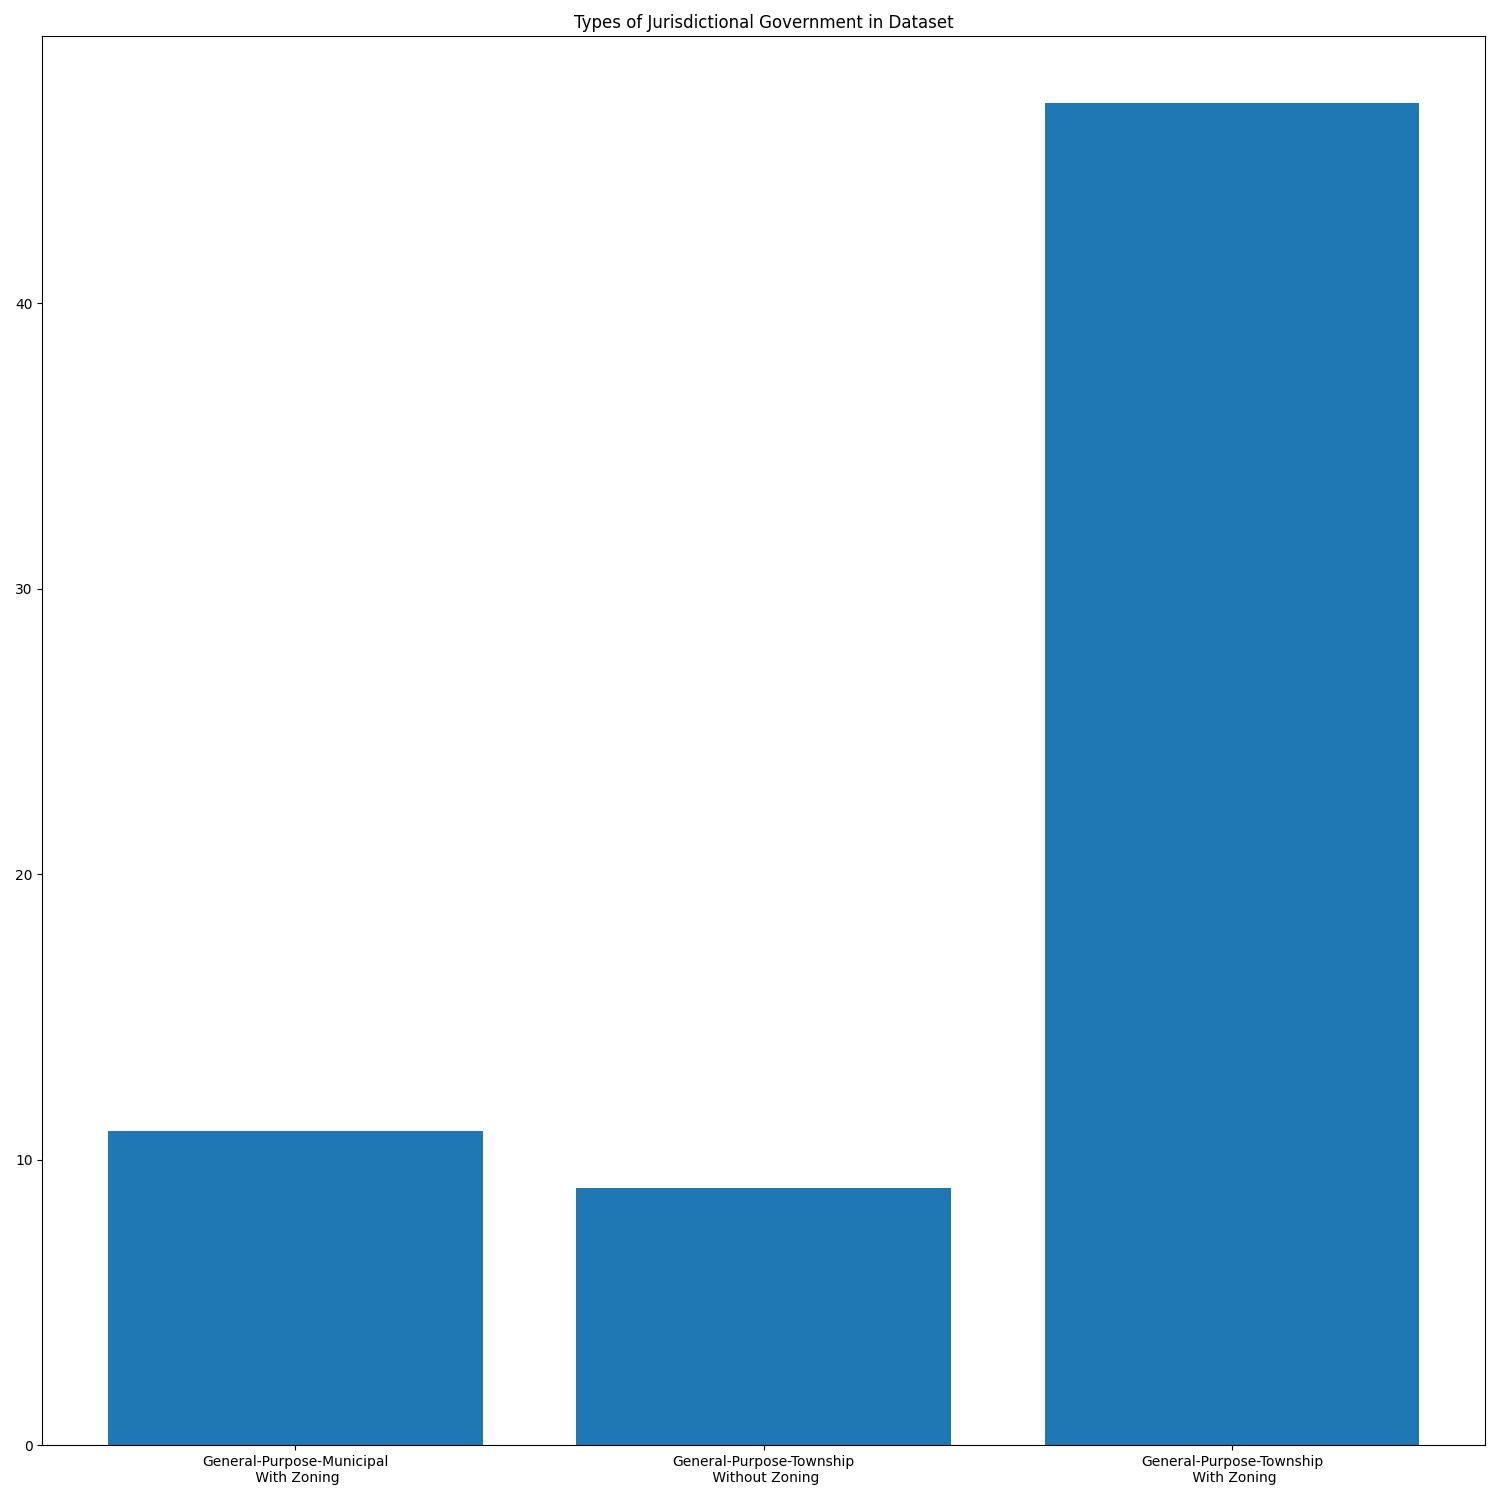 Types of Jurisdictional Government in Dataset
40
30
20
10
0
General-Purpose-Municipal
With Zoning
General-Purpose-Township
Without Zoning
General-Purpose-Township
With Zoning